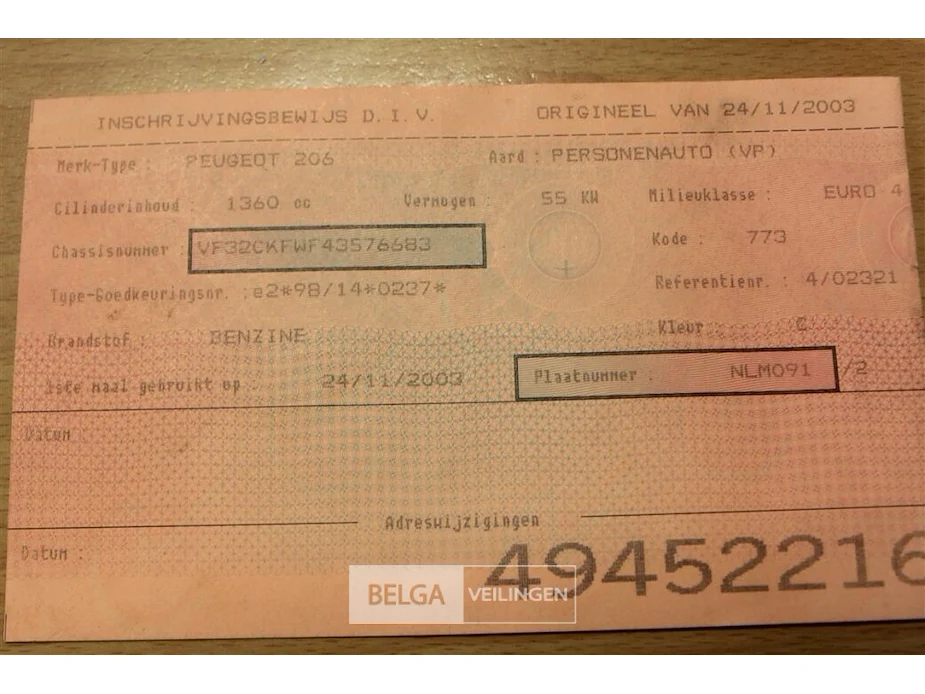 INSCHRIJVINGSBEWIJS D.I.V. ORIGINEEL VAN 24/11/2003
Merk-Type : PEUGEOT 206 Aard : PERSONENAUTO (VP)
Cilinderinhoud : 1360 cc Vermogen : 55 KW Milieuklasse : EURO 4
Chassisnummer : VF32CKFWF43576683 Kode : 773
Type-Goedkeuringsnr. :e2*98/14*0237* Referentienr. : 4/02321
Brandstof : BENZINE Kleur : C
1ste maal gebruikt op : 24/11/2003 Plaatnummer : NLM091 /2
Datum
Adreswijzigingen
Datum :
49452216
BELGA VEILINGEN